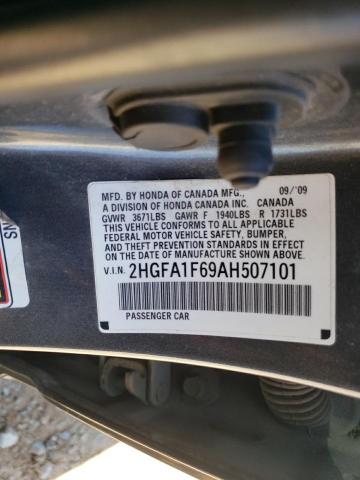 MFD. BY HONDA OF CANADA MFG., 09/'09
A DIVISION OF HONDA CANADA INC. CANADA
GVWR 3671LBS GAWR F 1940LBS R 1731LBS
THIS VEHICLE CONFORMS TO ALL APPLICABLE
FEDERAL MOTOR VEHICLE SAFETY, BUMPER,
AND THEFT PREVENTION STANDARDS IN EFFECT
ON THE DATE OF MANUFACTURE SHOWN ABOVE.
V.I.N. 2HGFA1F69AH507101
PASSENGER CAR
NS